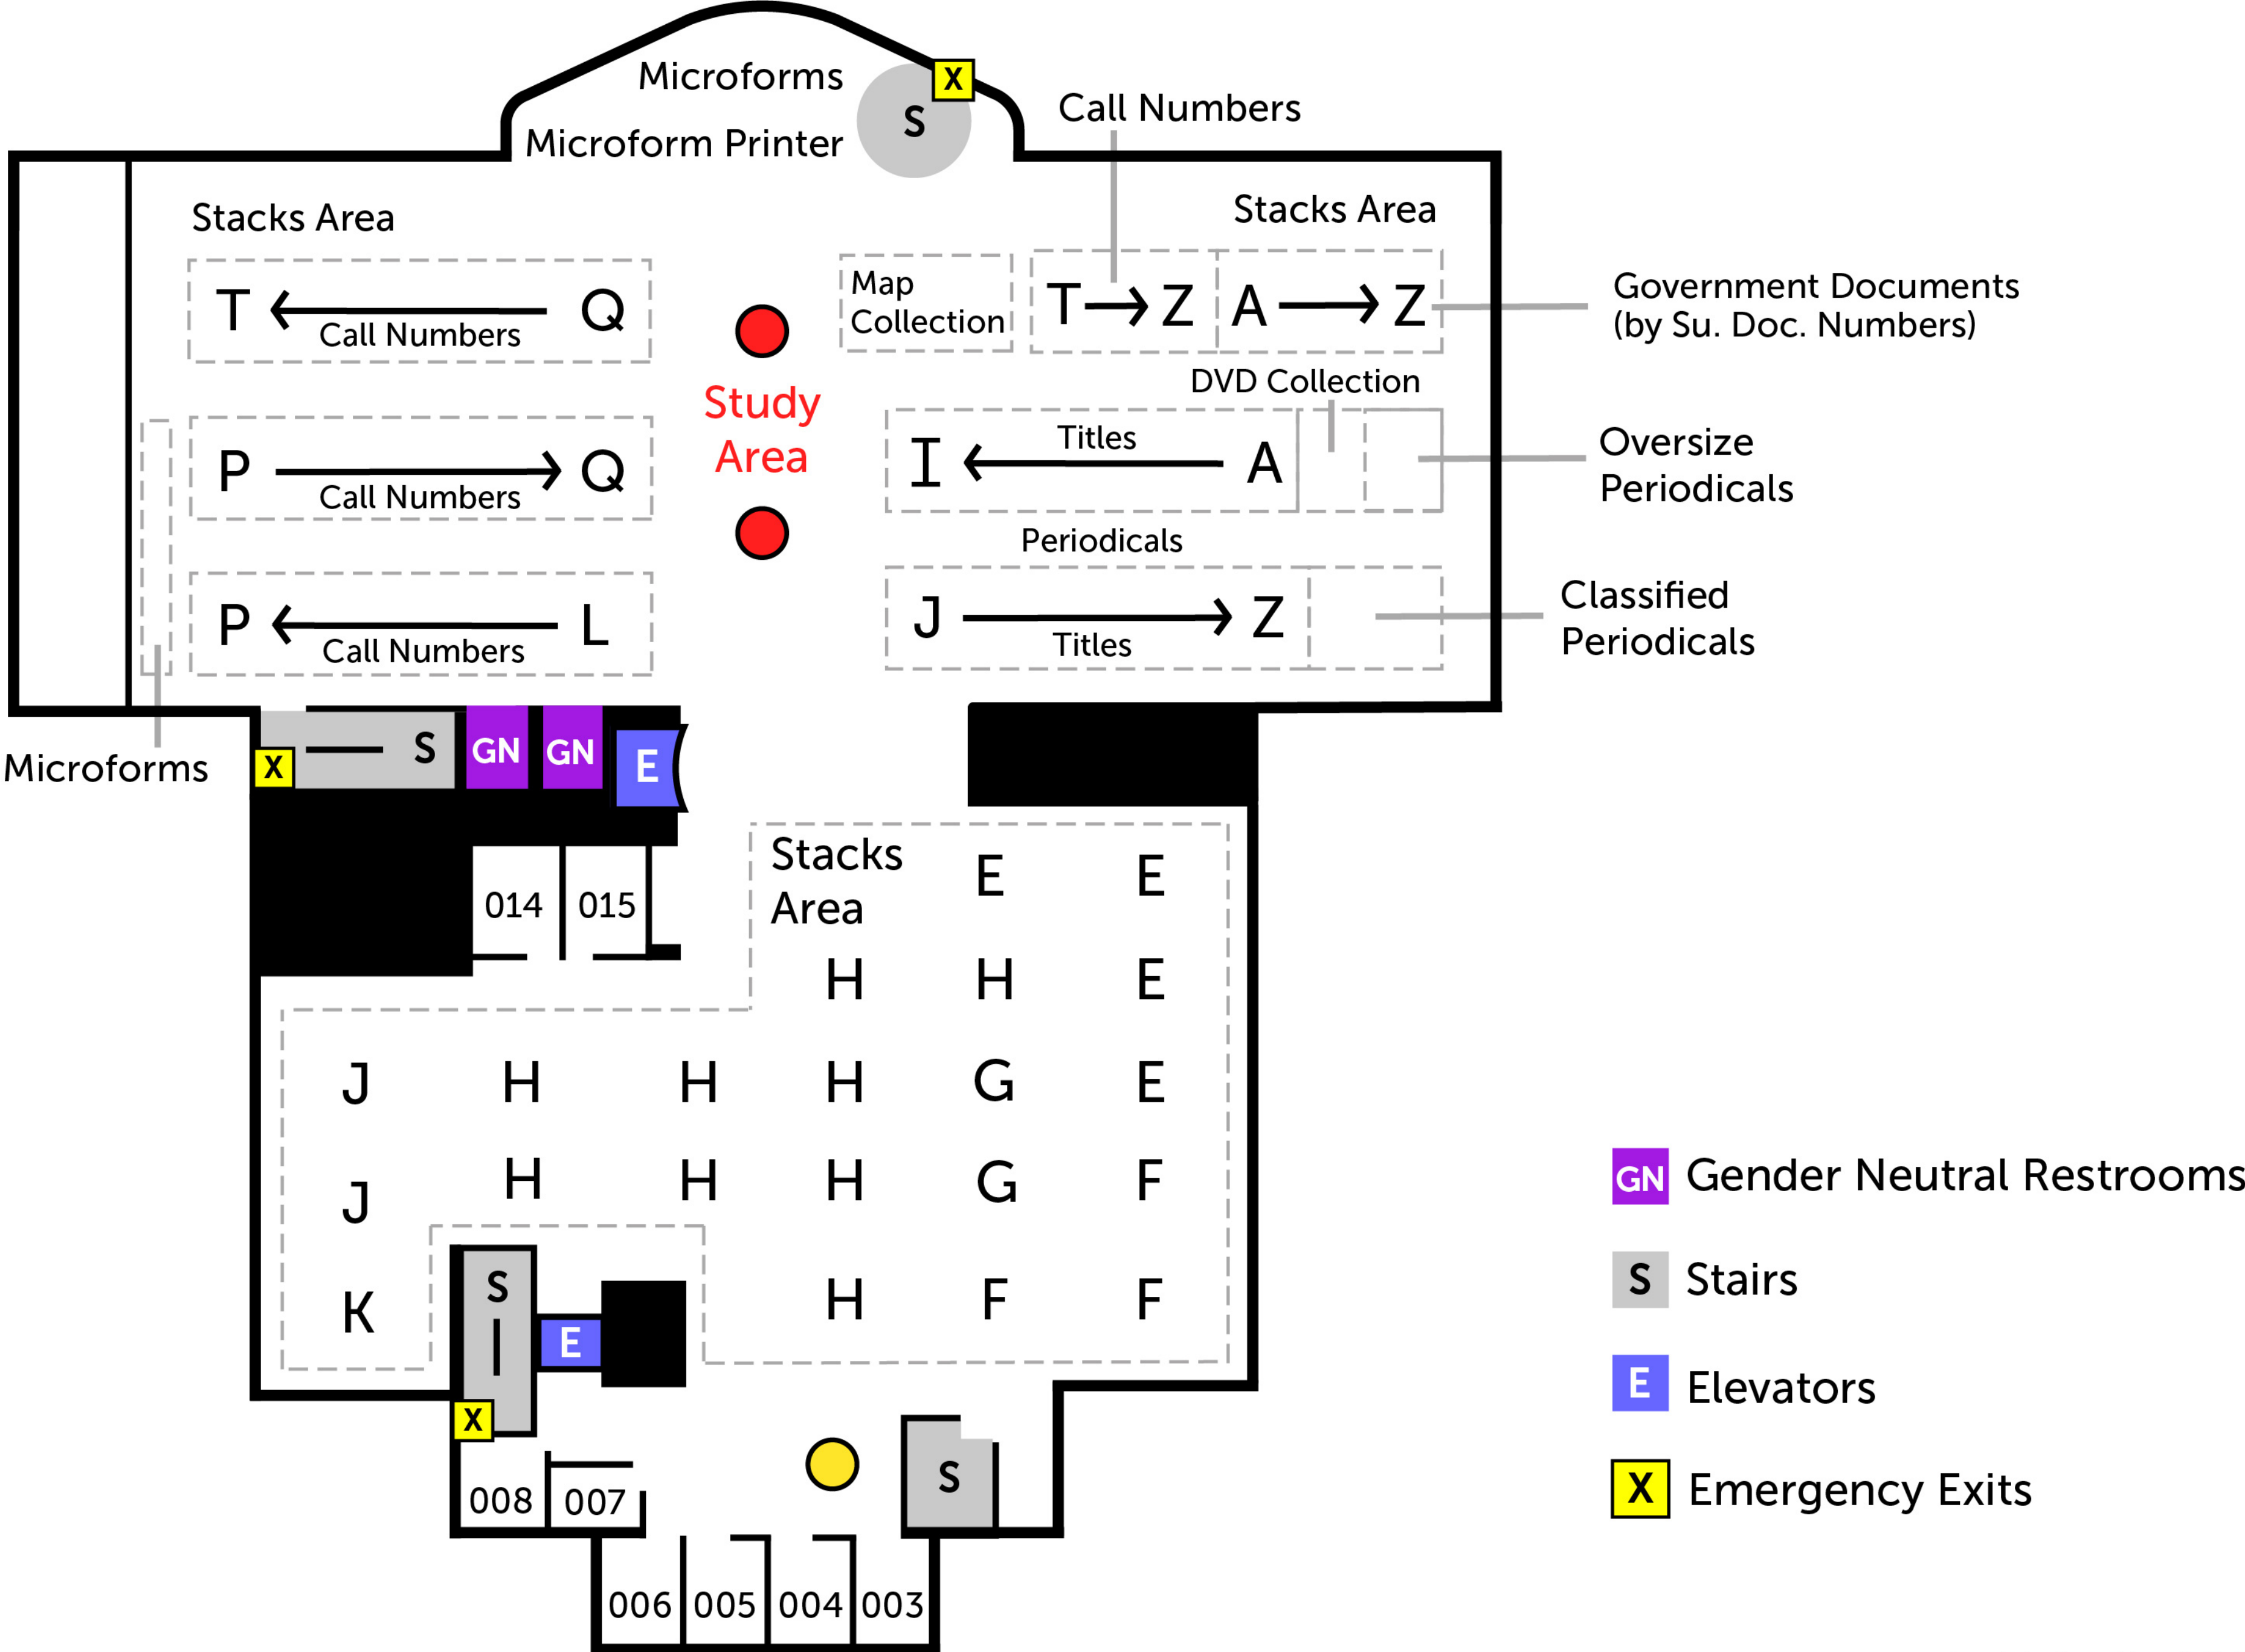 Microforms
Microform Printer
X
S
Call Numbers
Stacks Area
Stacks Area
T
Q
Call Numbers
Map
Collection
T
Z
A
Z
Government Documents
(by Su. Doc. Numbers)
Study
Area
DVD Collection
P
Q
Call Numbers
I
Titles
A
Oversize
Periodicals
Periodicals
P
L
Call Numbers
J
Z
Titles
Classified
Periodicals
Microforms
X
S
GN
GN
E
014
015
Stacks
Area
E
E
H
H
E
J
H
H
H
G
E
J
H
H
H
G
F
K
H
F
F
S
E
X
S
008
007
006
005
004
003
GN
Gender Neutral Restrooms
S
Stairs
E
Elevators
X
Emergency Exits